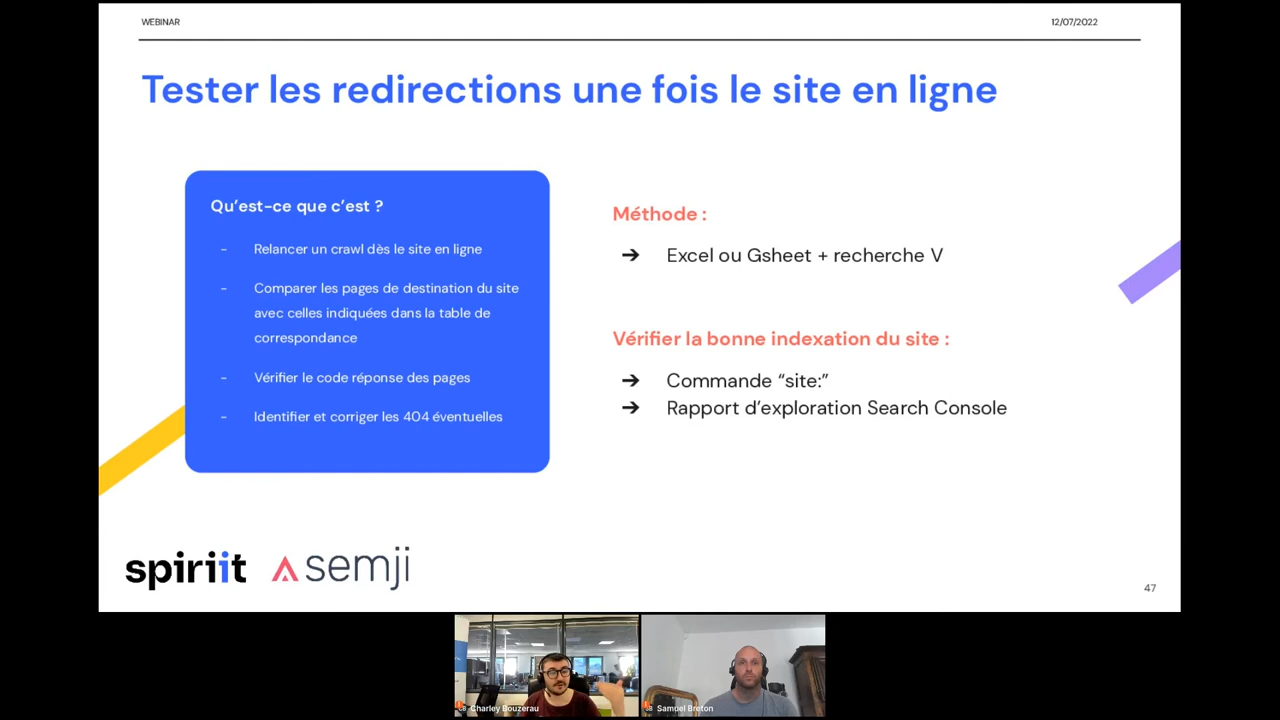 WEBINAR
12/07/2022
Tester les redirections une fois le site en ligne
Qu’est-ce que c’est ?
- Relancer un crawl dès le site en ligne
- Comparer les pages de destination du site
avec celles indiquées dans la table de
correspondance
- Vérifier le code réponse des pages
- Identifier et corriger les 404 éventuelles
Méthode :
➔ Excel ou Gsheet + recherche V
Vérifier la bonne indexation du site :
➔ Commande “site:”
➔ Rapport d’exploration Search Console
spiriit
semji
47
CB Charley Bouzerau
SB Samuel Breton